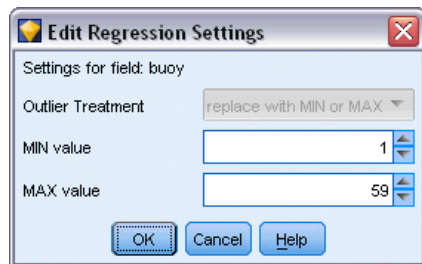 Edit Regression Settings
Settings for field: buoy
Outlier Treatment replace with MIN or MAX
MIN value 1
MAX value 59
OK Cancel Help